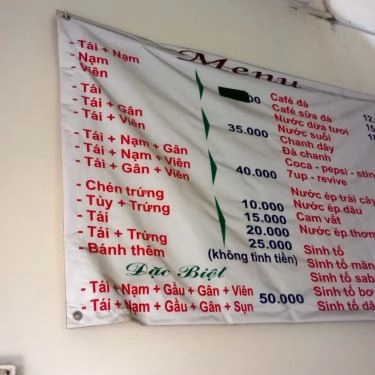 Menu
- Tái + Nạm
- Nạm
- Viên
- Tái
- Tái + Gân
- Tái + Viên 35.000
- Tái + Nạm + Gân
- Tái + Nạm + Viên
- Tái + Gân + Viên 40.000
- Chén trứng 10.000
- Tủy + Trứng 15.000
- Tái 20.000
- Tái + Trứng 25.000
- Bánh thêm (không tính tiền)
Đặc Biệt
- Tái + Nạm + Gầu + Gân + Viên
- Tái + Nạm + Gầu + Gân + Sụn 50.000
Café đá
Café sữa đá
Nước dừa tươi
Nước suối
Chanh dây
Đá chanh
Coca - pepsi - stin
7up - revive
Nước ép trái cây
Nước ép dâu
Cam vắt
Nước ép thơm
Sinh tố
Sinh tố mãn
Sinh tố sab
Sinh tố bơ
Sinh tố dâ